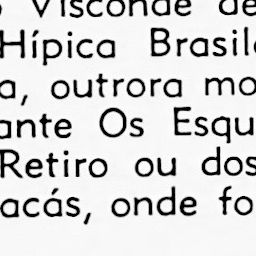 Visconde de
Hípica Brasil
a, outrora mo
ante Os Esqu
Retiro ou dos
acás, onde fo